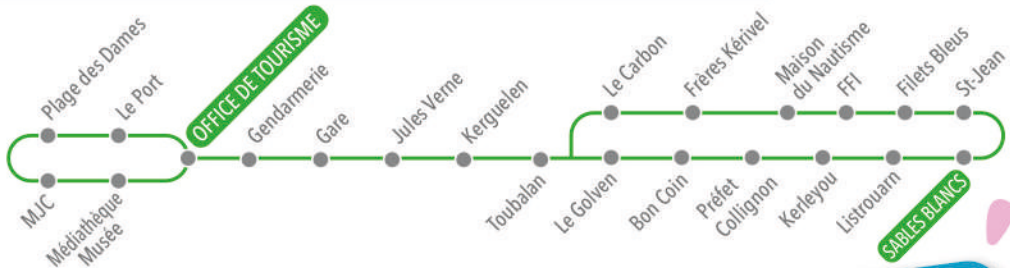 Plage des Dames
Le Port
OFFICE DE TOURISME
Gendarmerie
Gare
Jules Verne
Kerguelen
Le Carbon
Frères Kérivel
Maison
du Nautisme
FFI
Filets Bleus
St-Jean
MJC
Médiathèque
Musée
Toubalan
Le Golven
Bon Coin
Préfet
Collignon
Kerleyou
Listrouarn
SABLES BLANCS